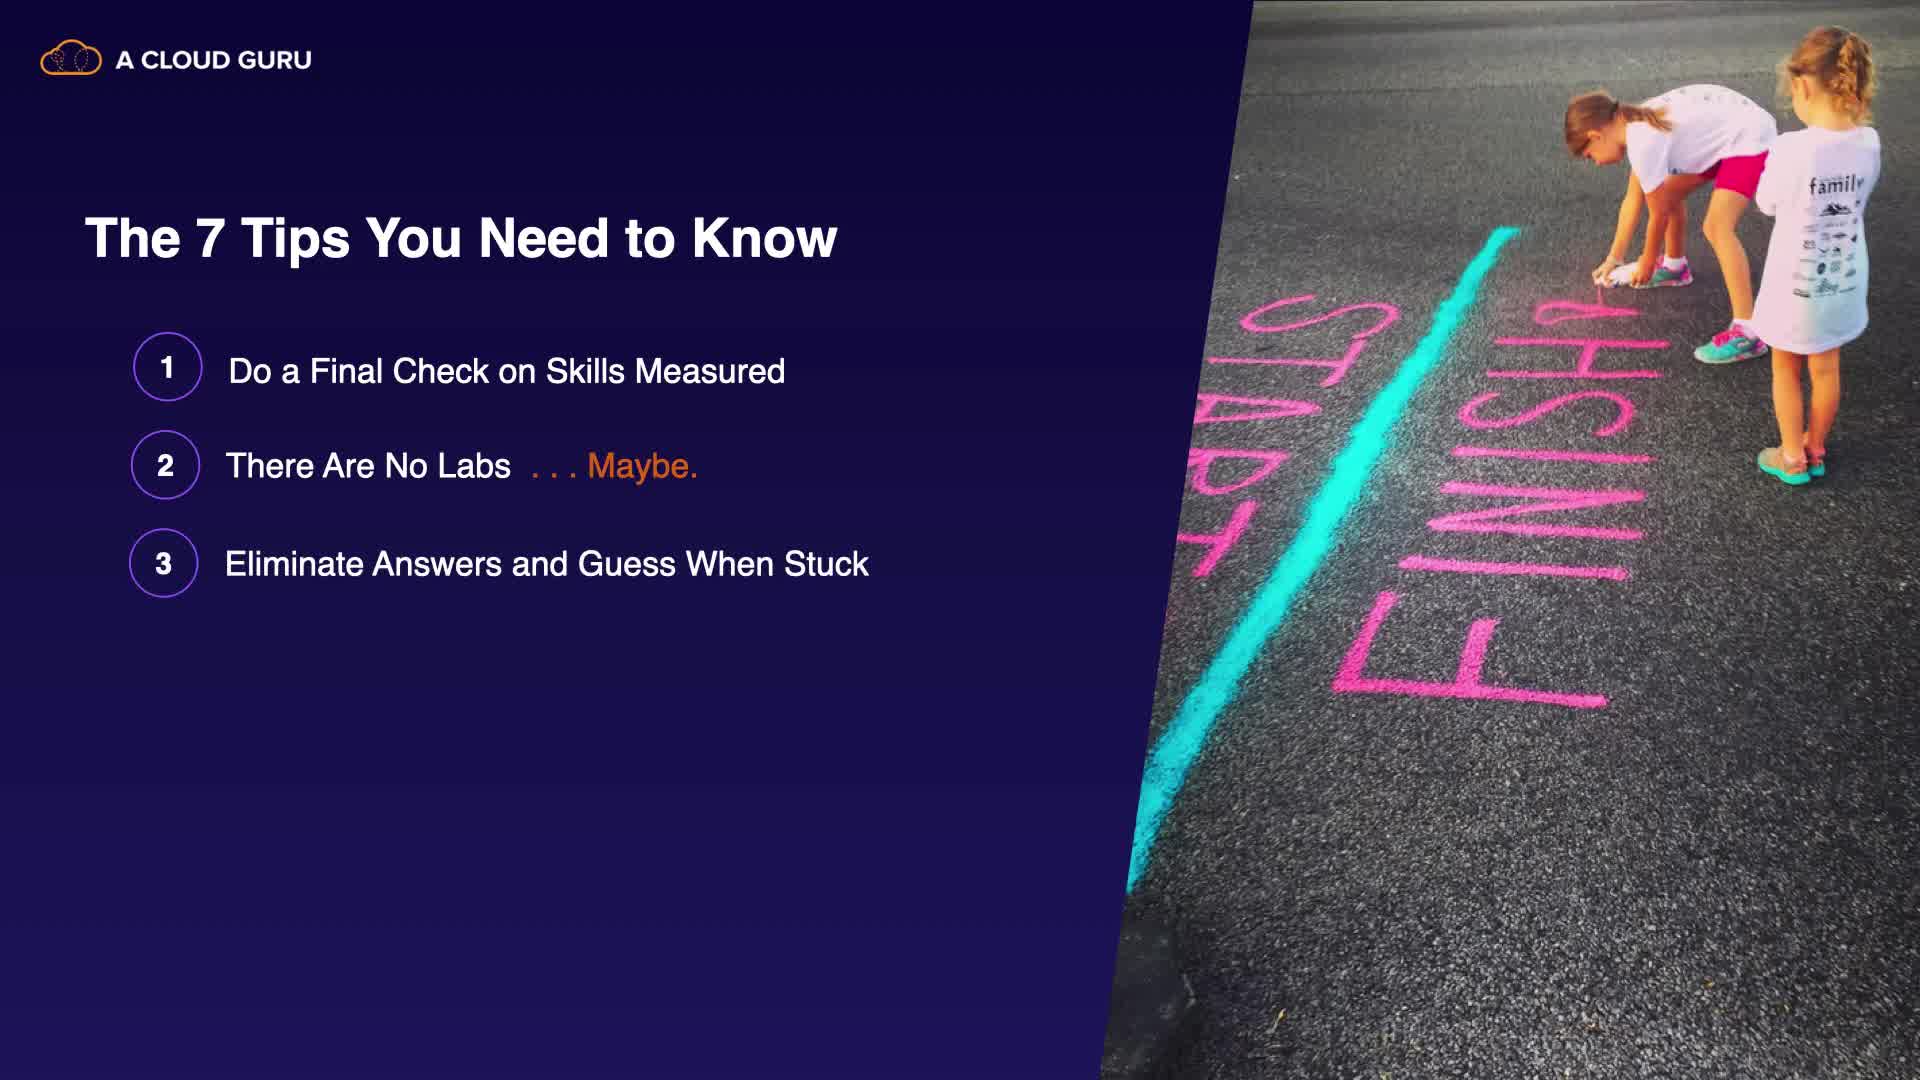 A CLOUD GURU
The 7 Tips You Need to Know
1 Do a Final Check on Skills Measured
2 There Are No Labs . . . Maybe.
3 Eliminate Answers and Guess When Stuck
START
FINISH
family